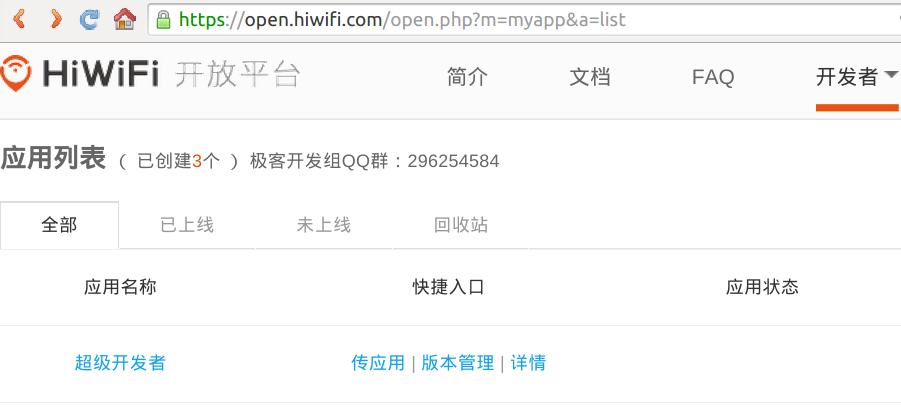 https://open.hiwifi.com/open.php?m=myapp&a=list
HiWiFi 开放平台 简介 文档 FAQ 开发者
应用列表 （ 已创建3个 ） 极客开发组QQ群：296254584
全部 已上线 未上线 回收站
应用名称 快捷入口 应用状态
超级开发者 传应用 | 版本管理 | 详情